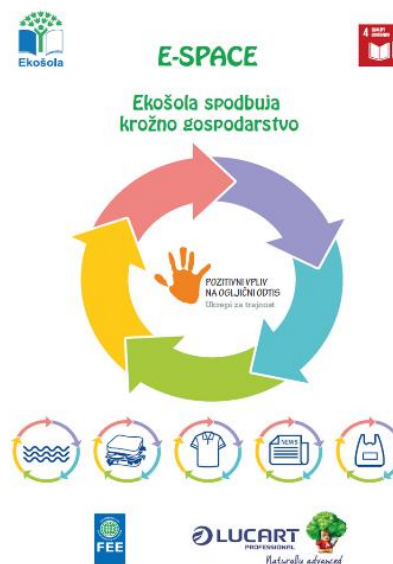 Ekošola
E-SPACE
4
Ekošola spodbuja
krožno gospodarstvo
POZITIVNI VPLIV
NA OGLJIČNI ODTIS
Ukrepi za trajnost
NEWS
FEE
LUCART
PROFESSIONAL
Naturally advanced